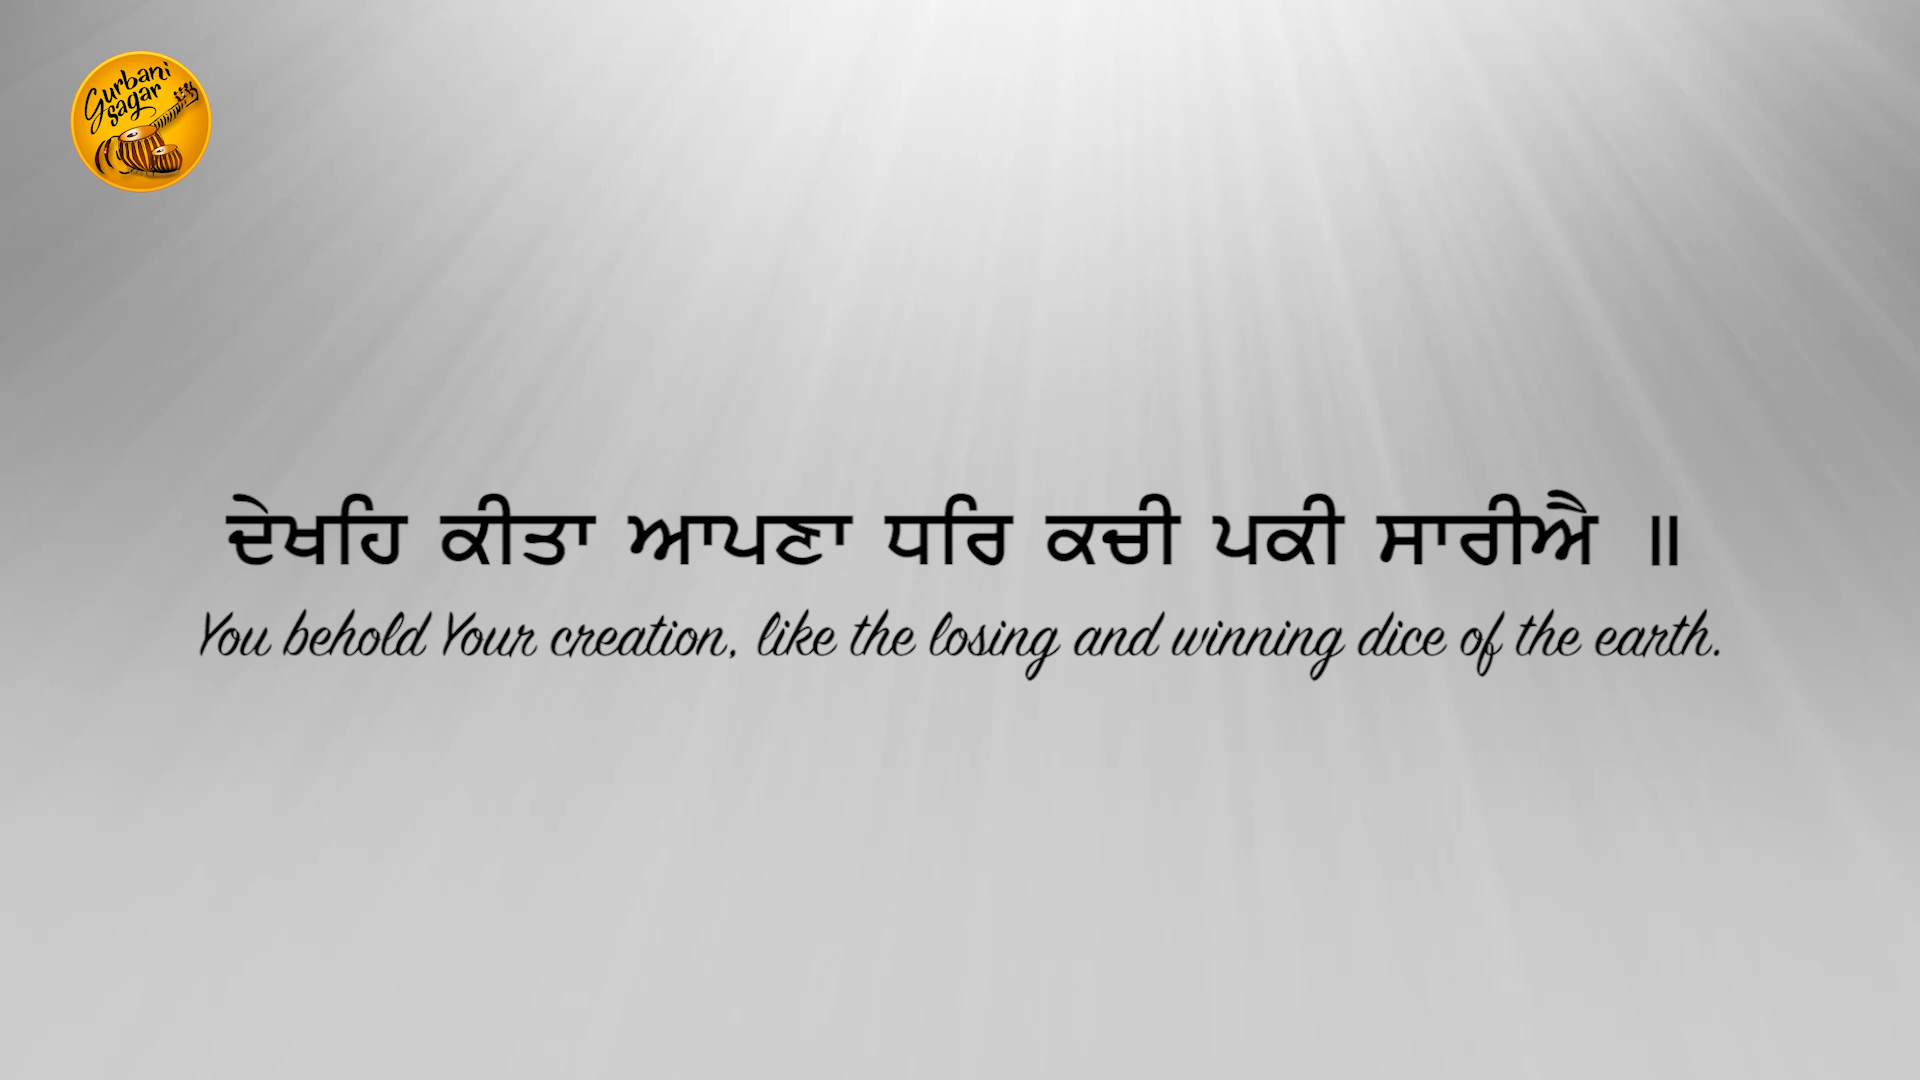 Gurbani
Sagar
ਦੇਖਹਿ ਕੀਤਾ ਆਪਣਾ ਧਰਿ ਕਚੀ ਪਕੀ ਸਾਰੀਐ ॥
You behold Your creation, like the losing and winning dice of the earth.